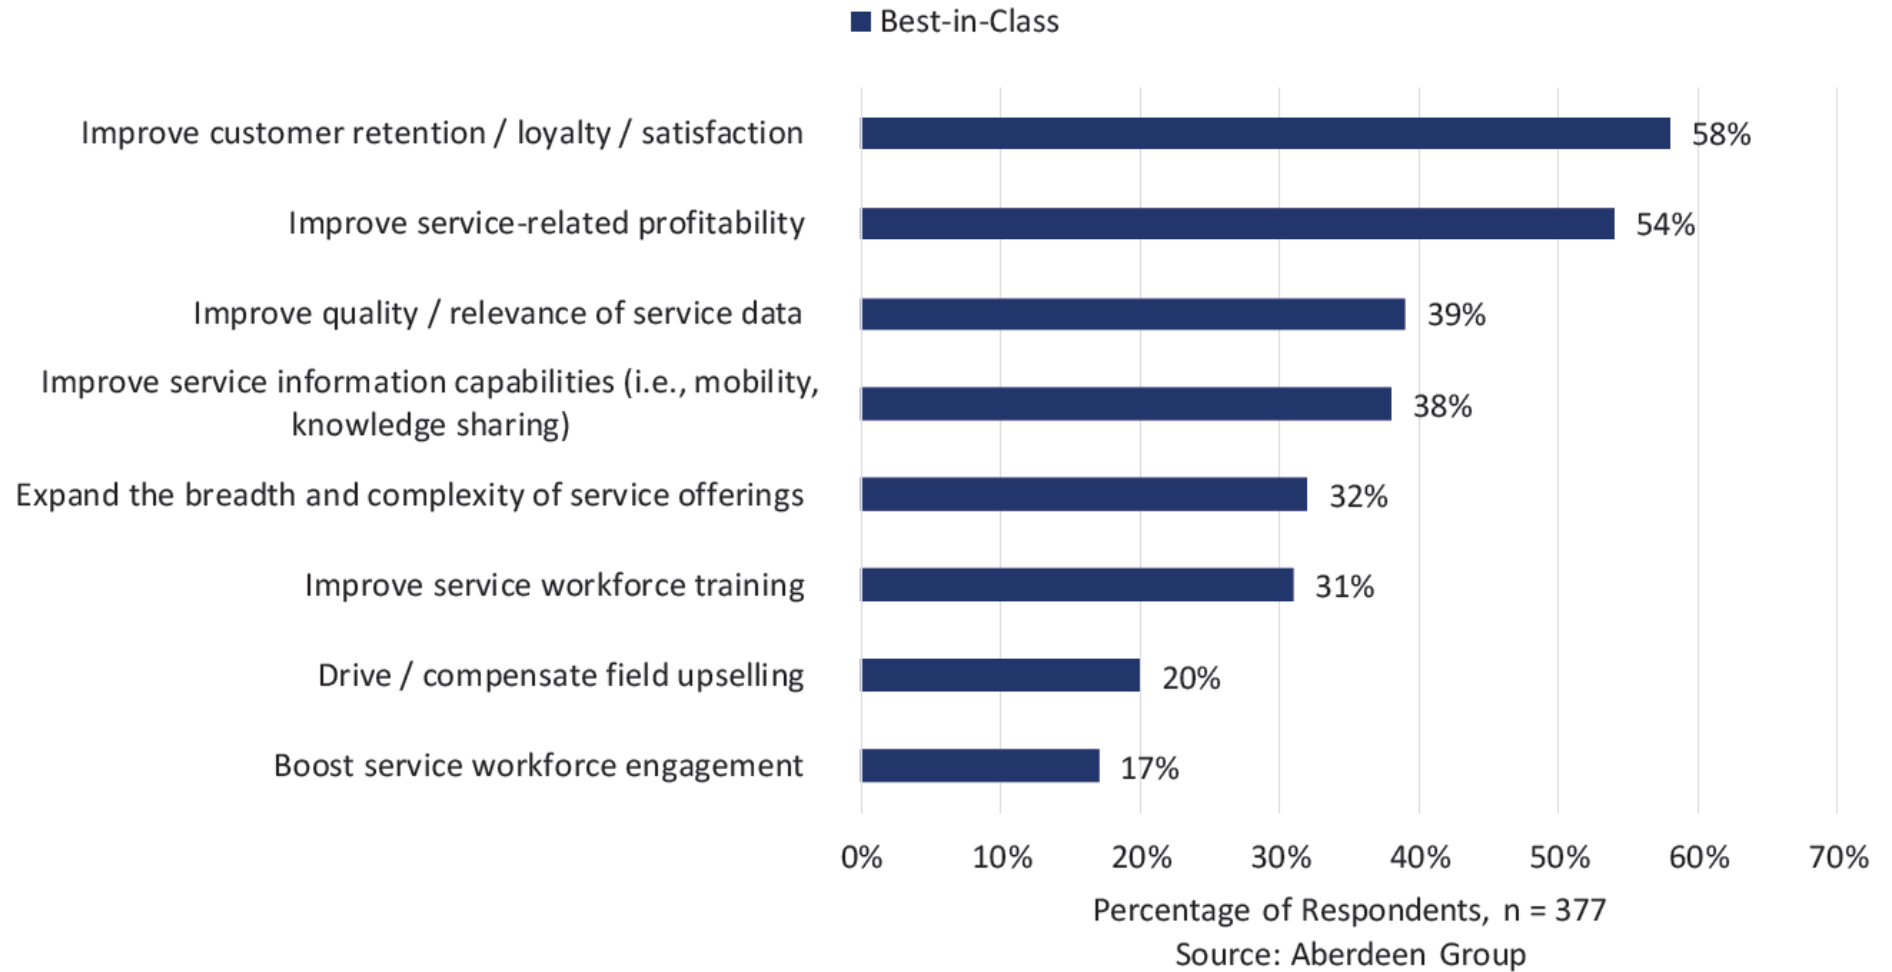 Best-in-Class
Improve customer retention / loyalty / satisfaction
58%
Improve service-related profitability
54%
Improve quality / relevance of service data
39%
Improve service information capabilities (i.e., mobility,
knowledge sharing)
38%
Expand the breadth and complexity of service offerings
32%
Improve service workforce training
31%
Drive / compensate field upselling
20%
Boost service workforce engagement
17%
0% 10% 20% 30% 40% 50% 60% 70%
Percentage of Respondents, n = 377
Source: Aberdeen Group